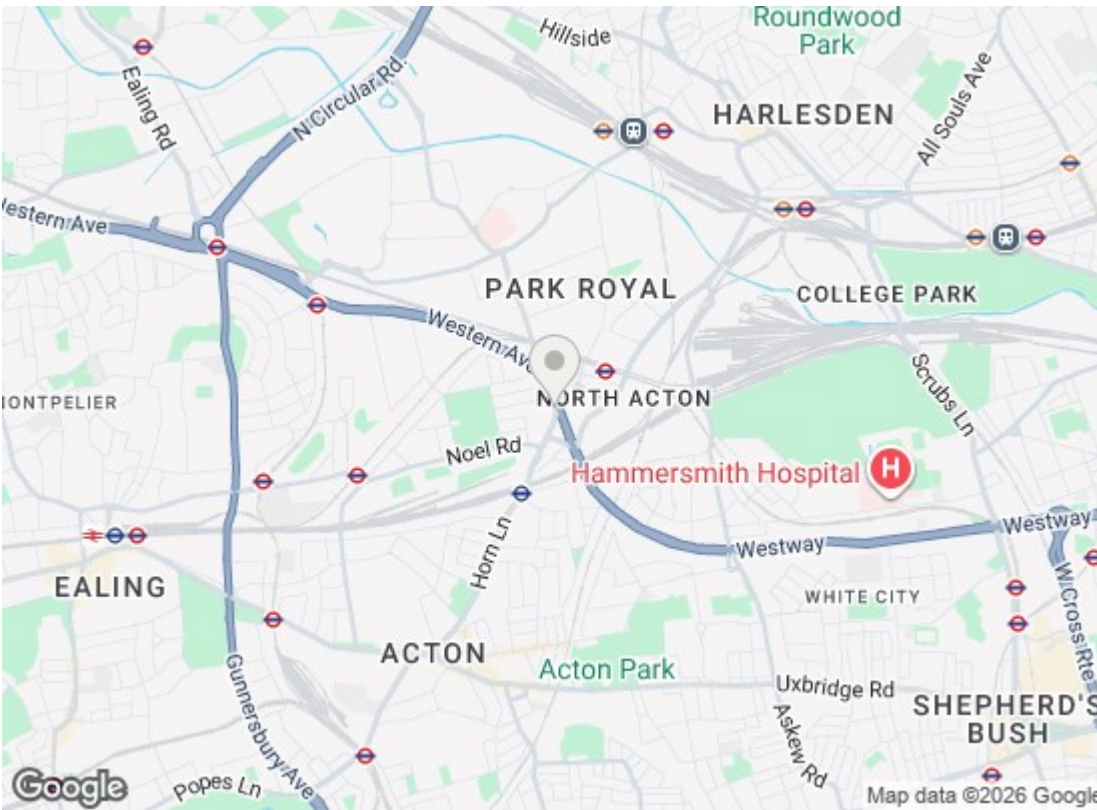 Roundwood
Park
Hillside
HARLESDEN
Ealing Rd
N Circular Rd.
All Souls Ave
Western Ave
PARK ROYAL
COLLEGE PARK
Western Ave
NORTH ACTON
Scrubs Ln
MONTPELIER
Noel Rd
Hammersmith Hospital
H
Horn Ln
Westway
Westway
EALING
WHITE CITY
W Cross Rte
ACTON
Acton Park
Gunnersbury Ave
Uxbridge Rd
SHEPHERD'S
BUSH
Askew Rd
Popes Ln
Google
Map data ©2026 Google